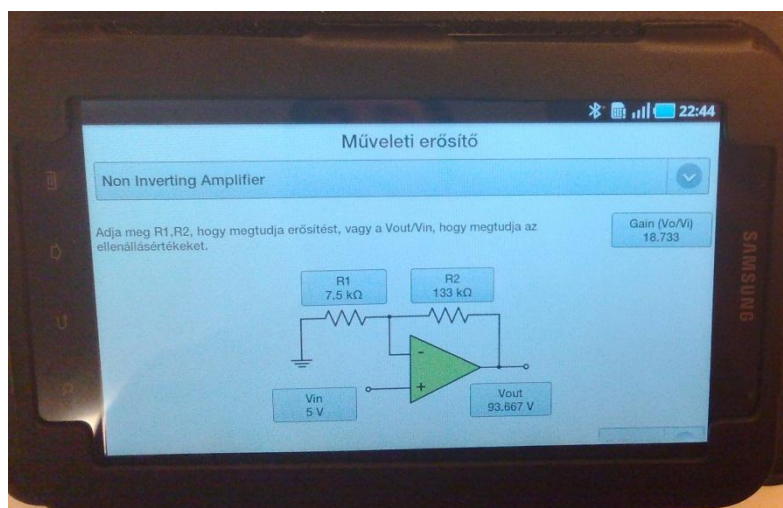 22:44
Műveleti erősítő
Non Inverting Amplifier
Adja meg R1,R2, hogy megtudja erősítést, vagy a Vout/Vin, hogy megtudja az
ellenállásértékeket.
Gain (Vo/Vi)
18.733
R1
7.5 kΩ
R2
133 kΩ
-
+
Vin
5 V
Vout
93.667 V
SAMSUNG